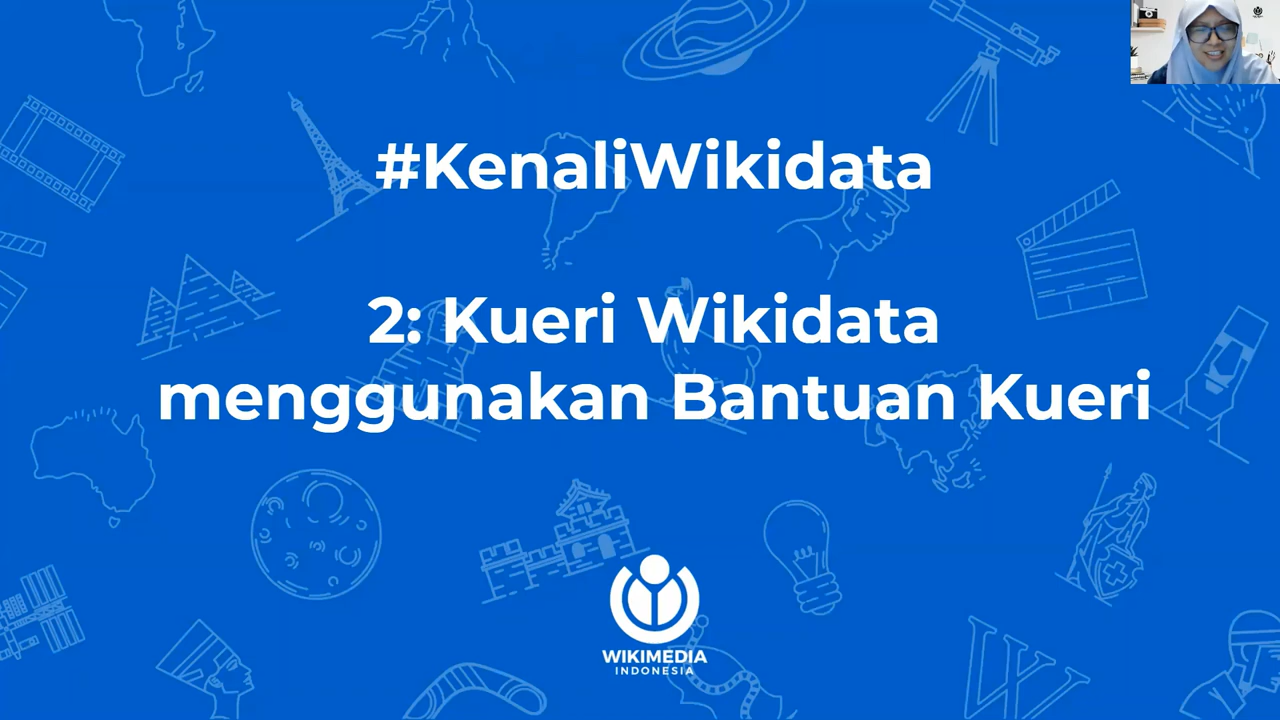 #KenaliWikidata
2: Kueri Wikidata
menggunakan Bantuan Kueri
WIKIMEDIA
INDONESIA